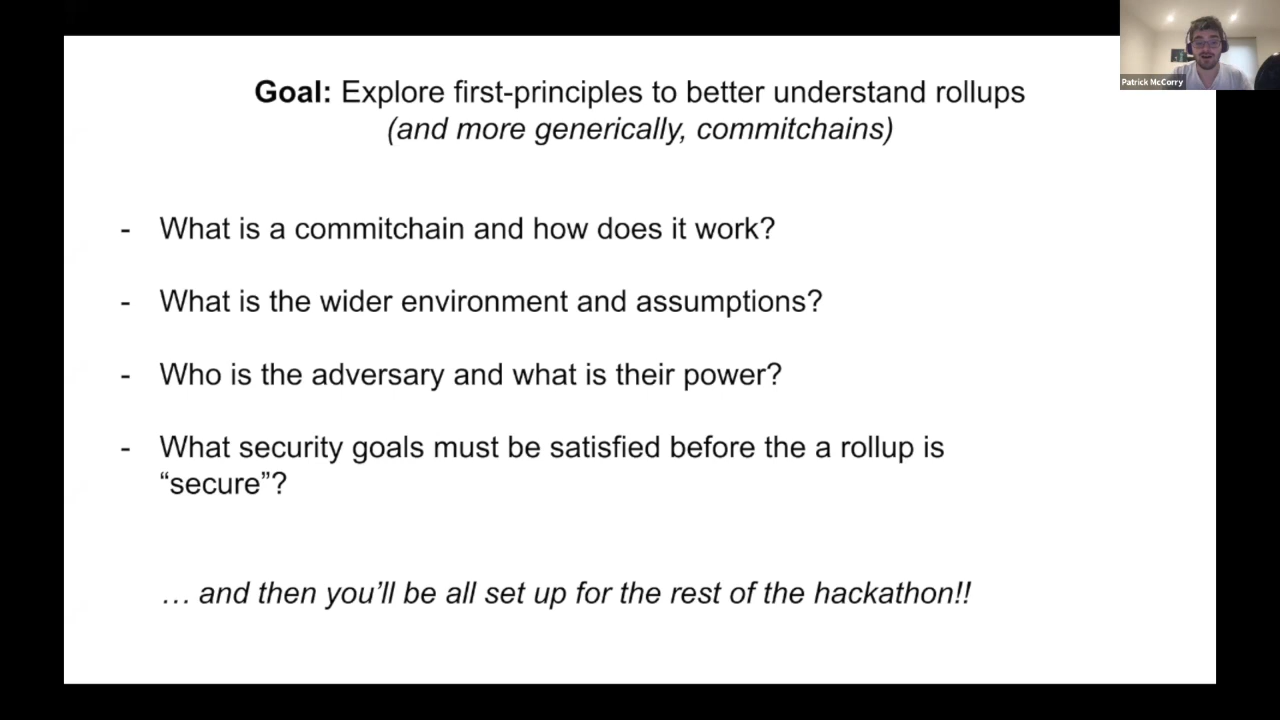 Patrick McCorry
Goal: Explore first-principles to better understand rollups
(and more generically, commitchains)
- What is a commitchain and how does it work?
- What is the wider environment and assumptions?
- Who is the adversary and what is their power?
- What security goals must be satisfied before the a rollup is
“secure”?
… and then you’ll be all set up for the rest of the hackathon!!